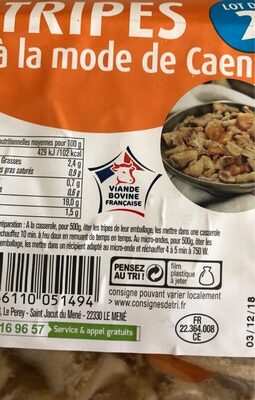 TRIPES
LOT D
à la mode de Caen
nutritionnelles moyennes pour 100 g
429 kJ /102 kcal
Grasses 2,4 g
gras saturés 0,9 g
0,1 g
0,6 g
19,0 g
1,5 g
VIANDE
BOVINE
FRANÇAISE
réparation : A la casserole, pour 500g, ôter les tripes de leur emballage, les mettre dans une casserole
échauffez 10 min. à feu doux en remuant de temps en temps. Au micro-ondes, pour 500g, ôter les
emballage, les mettre dans un récipient adapté au micro-ondes et réchauffer 4 à 5 min à 750 W.
PENSEZ
AU TRI !
film
plastique
à jeter
consigne pouvant varier localement
> www.consignesdetri.fr
6110 051494
16 96 57 > Service & appel gratuits
Le Perey - Saint Jacut du Mené - 22330 LE MENÉ
FR
22.364.008
CE
03/12/18